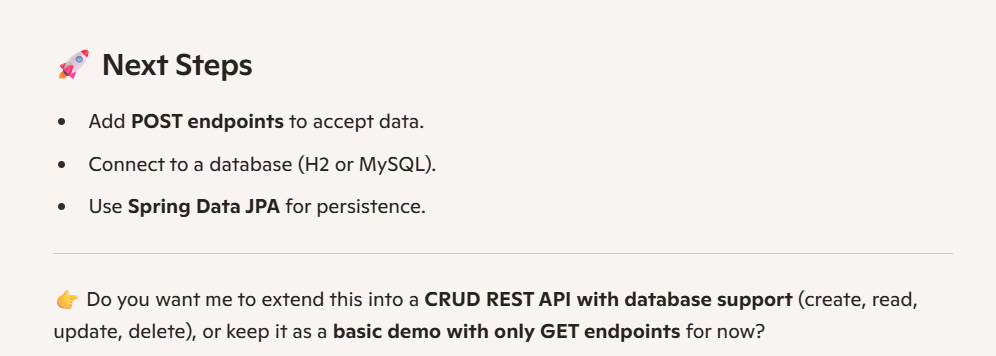 🚀 Next Steps
• Add POST endpoints to accept data.
• Connect to a database (H2 or MySQL).
• Use Spring Data JPA for persistence.
👉 Do you want me to extend this into a CRUD REST API with database support (create, read,
update, delete), or keep it as a basic demo with only GET endpoints for now?